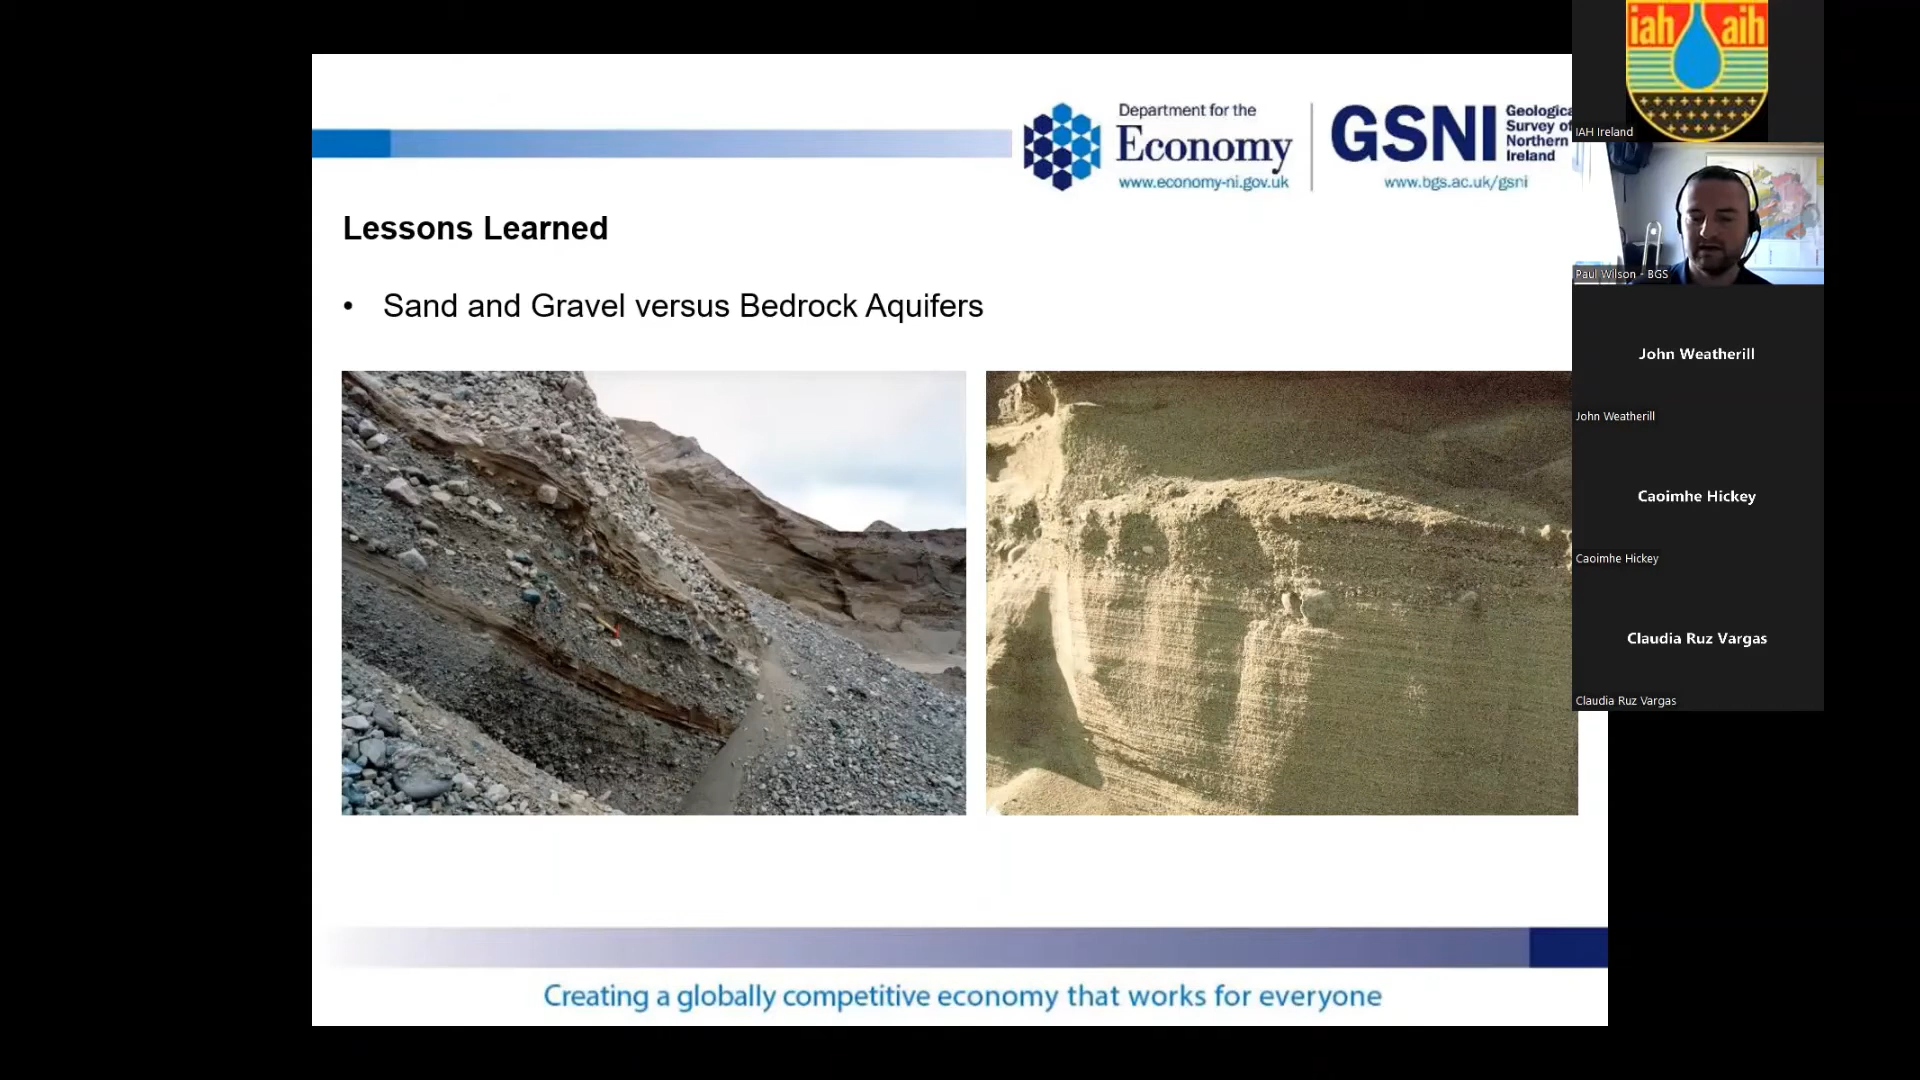 Department for the
Economy
www.economy-ni.gov.uk
GSNI
Survey of
Northern
Ireland
www.bgs.ac.uk/gsni
Lessons Learned
• Sand and Gravel versus Bedrock Aquifers
Creating a globally competitive economy that works for everyone
iah aih
IAH Ireland
Paul Wilson - BGS
John Weatherill
John Weatherill
Caoimhe Hickey
Caoimhe Hickey
Claudia Ruz Vargas
Claudia Ruz Vargas